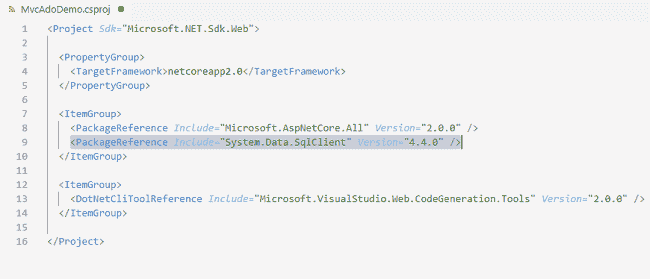 MvcAdoDemo.csproj
1 <Project Sdk="Microsoft.NET.Sdk.Web">
2
3 <PropertyGroup>
4 <TargetFramework>netcoreapp2.0</TargetFramework>
5 </PropertyGroup>
6
7 <ItemGroup>
8 <PackageReference Include="Microsoft.AspNetCore.All" Version="2.0.0" />
9 <PackageReference Include="System.Data.SqlClient" Version="4.4.0" />
10 </ItemGroup>
11
12 <ItemGroup>
13 <DotNetCliToolReference Include="Microsoft.VisualStudio.Web.CodeGeneration.Tools" Version="2.0.0" />
14 </ItemGroup>
15
16 </Project>